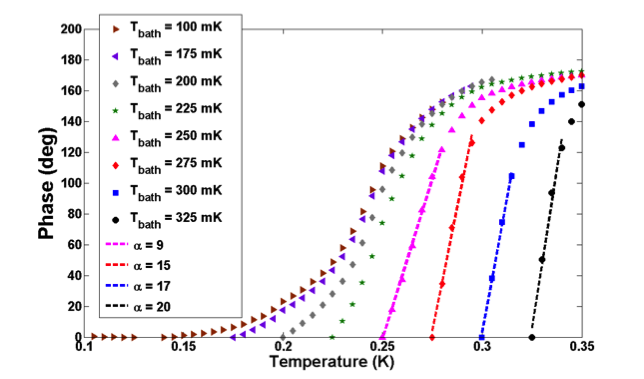 200
180
160
140
120
100
80
60
40
20
0
Phase (deg)
T_bath = 100 mK
T_bath = 175 mK
T_bath = 200 mK
T_bath = 225 mK
T_bath = 250 mK
T_bath = 275 mK
T_bath = 300 mK
T_bath = 325 mK
α = 9
α = 15
α = 17
α = 20
0.1 0.15 0.2 0.25 0.3 0.35
Temperature (K)